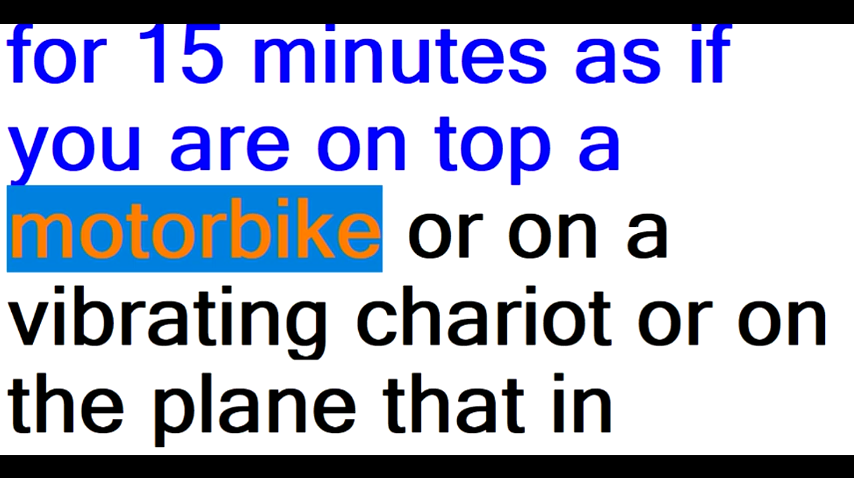 for 15 minutes as if
you are on top a
motorbike or on a
vibrating chariot or on
the plane that in